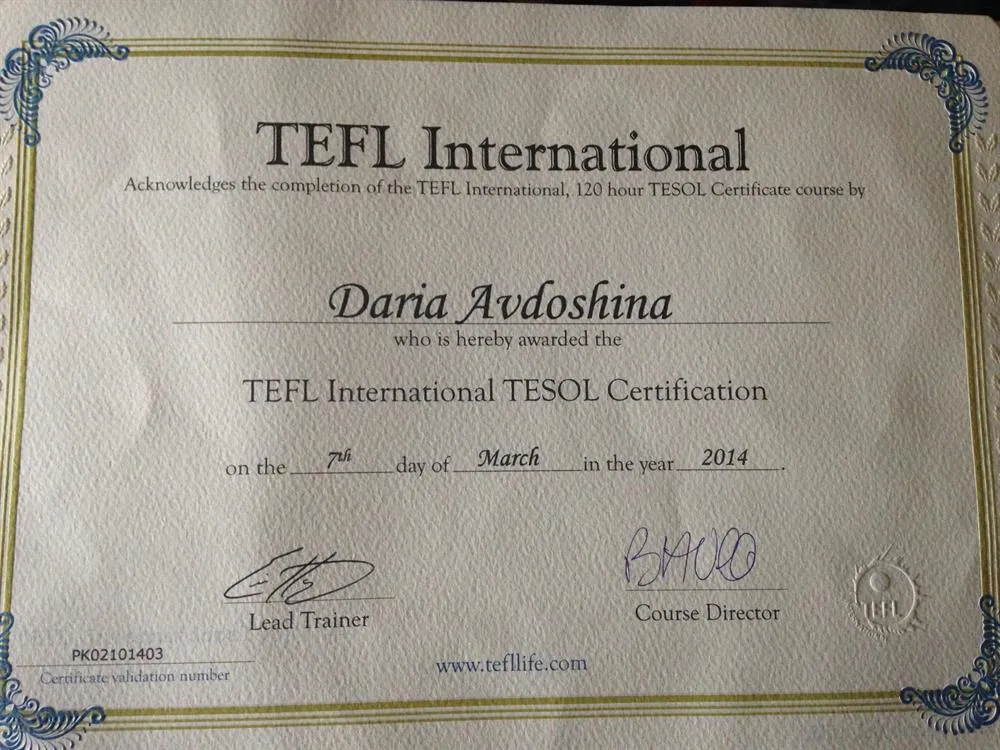 TEFL International
Acknowledges the completion of the TEFL International, 120 hour TESOL Certificate course by
Daria Avdoshina
who is hereby awarded the
TEFL International TESOL Certification
on the 7th day of March in the year 2014.
Lead Trainer
Course Director
TEFL
PK02101403
Certificate validation number
www.tefllife.com